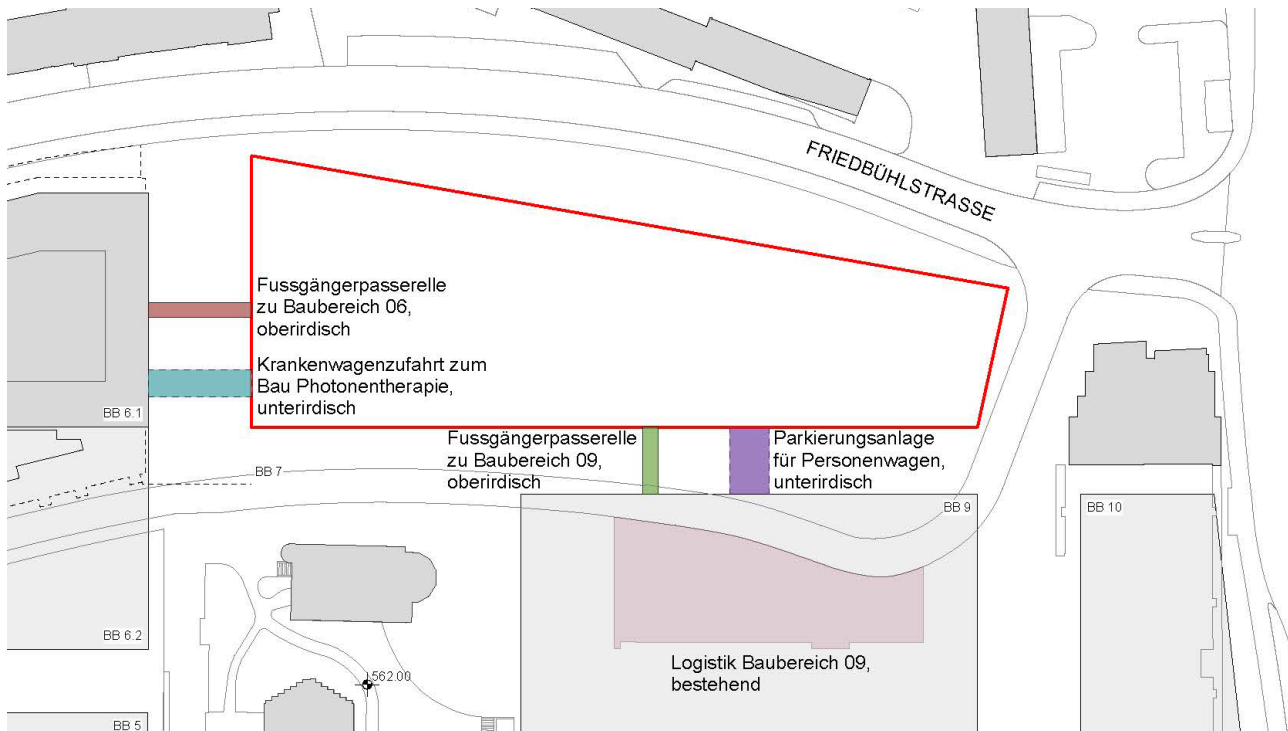 FRIEDBÜHLSTRASSE
Fussgängerpasserelle
zu Baubereich 06,
oberirdisch
Krankenwagenzufahrt zum
Bau Photonentherapie,
unterirdisch
BB 6.1
Fussgängerpasserelle
zu Baubereich 09,
oberirdisch
Parkierungsanlage
für Personenwagen,
unterirdisch
BB 7
BB 9
BB 10
BB 6.2
Logistik Baubereich 09,
bestehend
562.00
BB 5